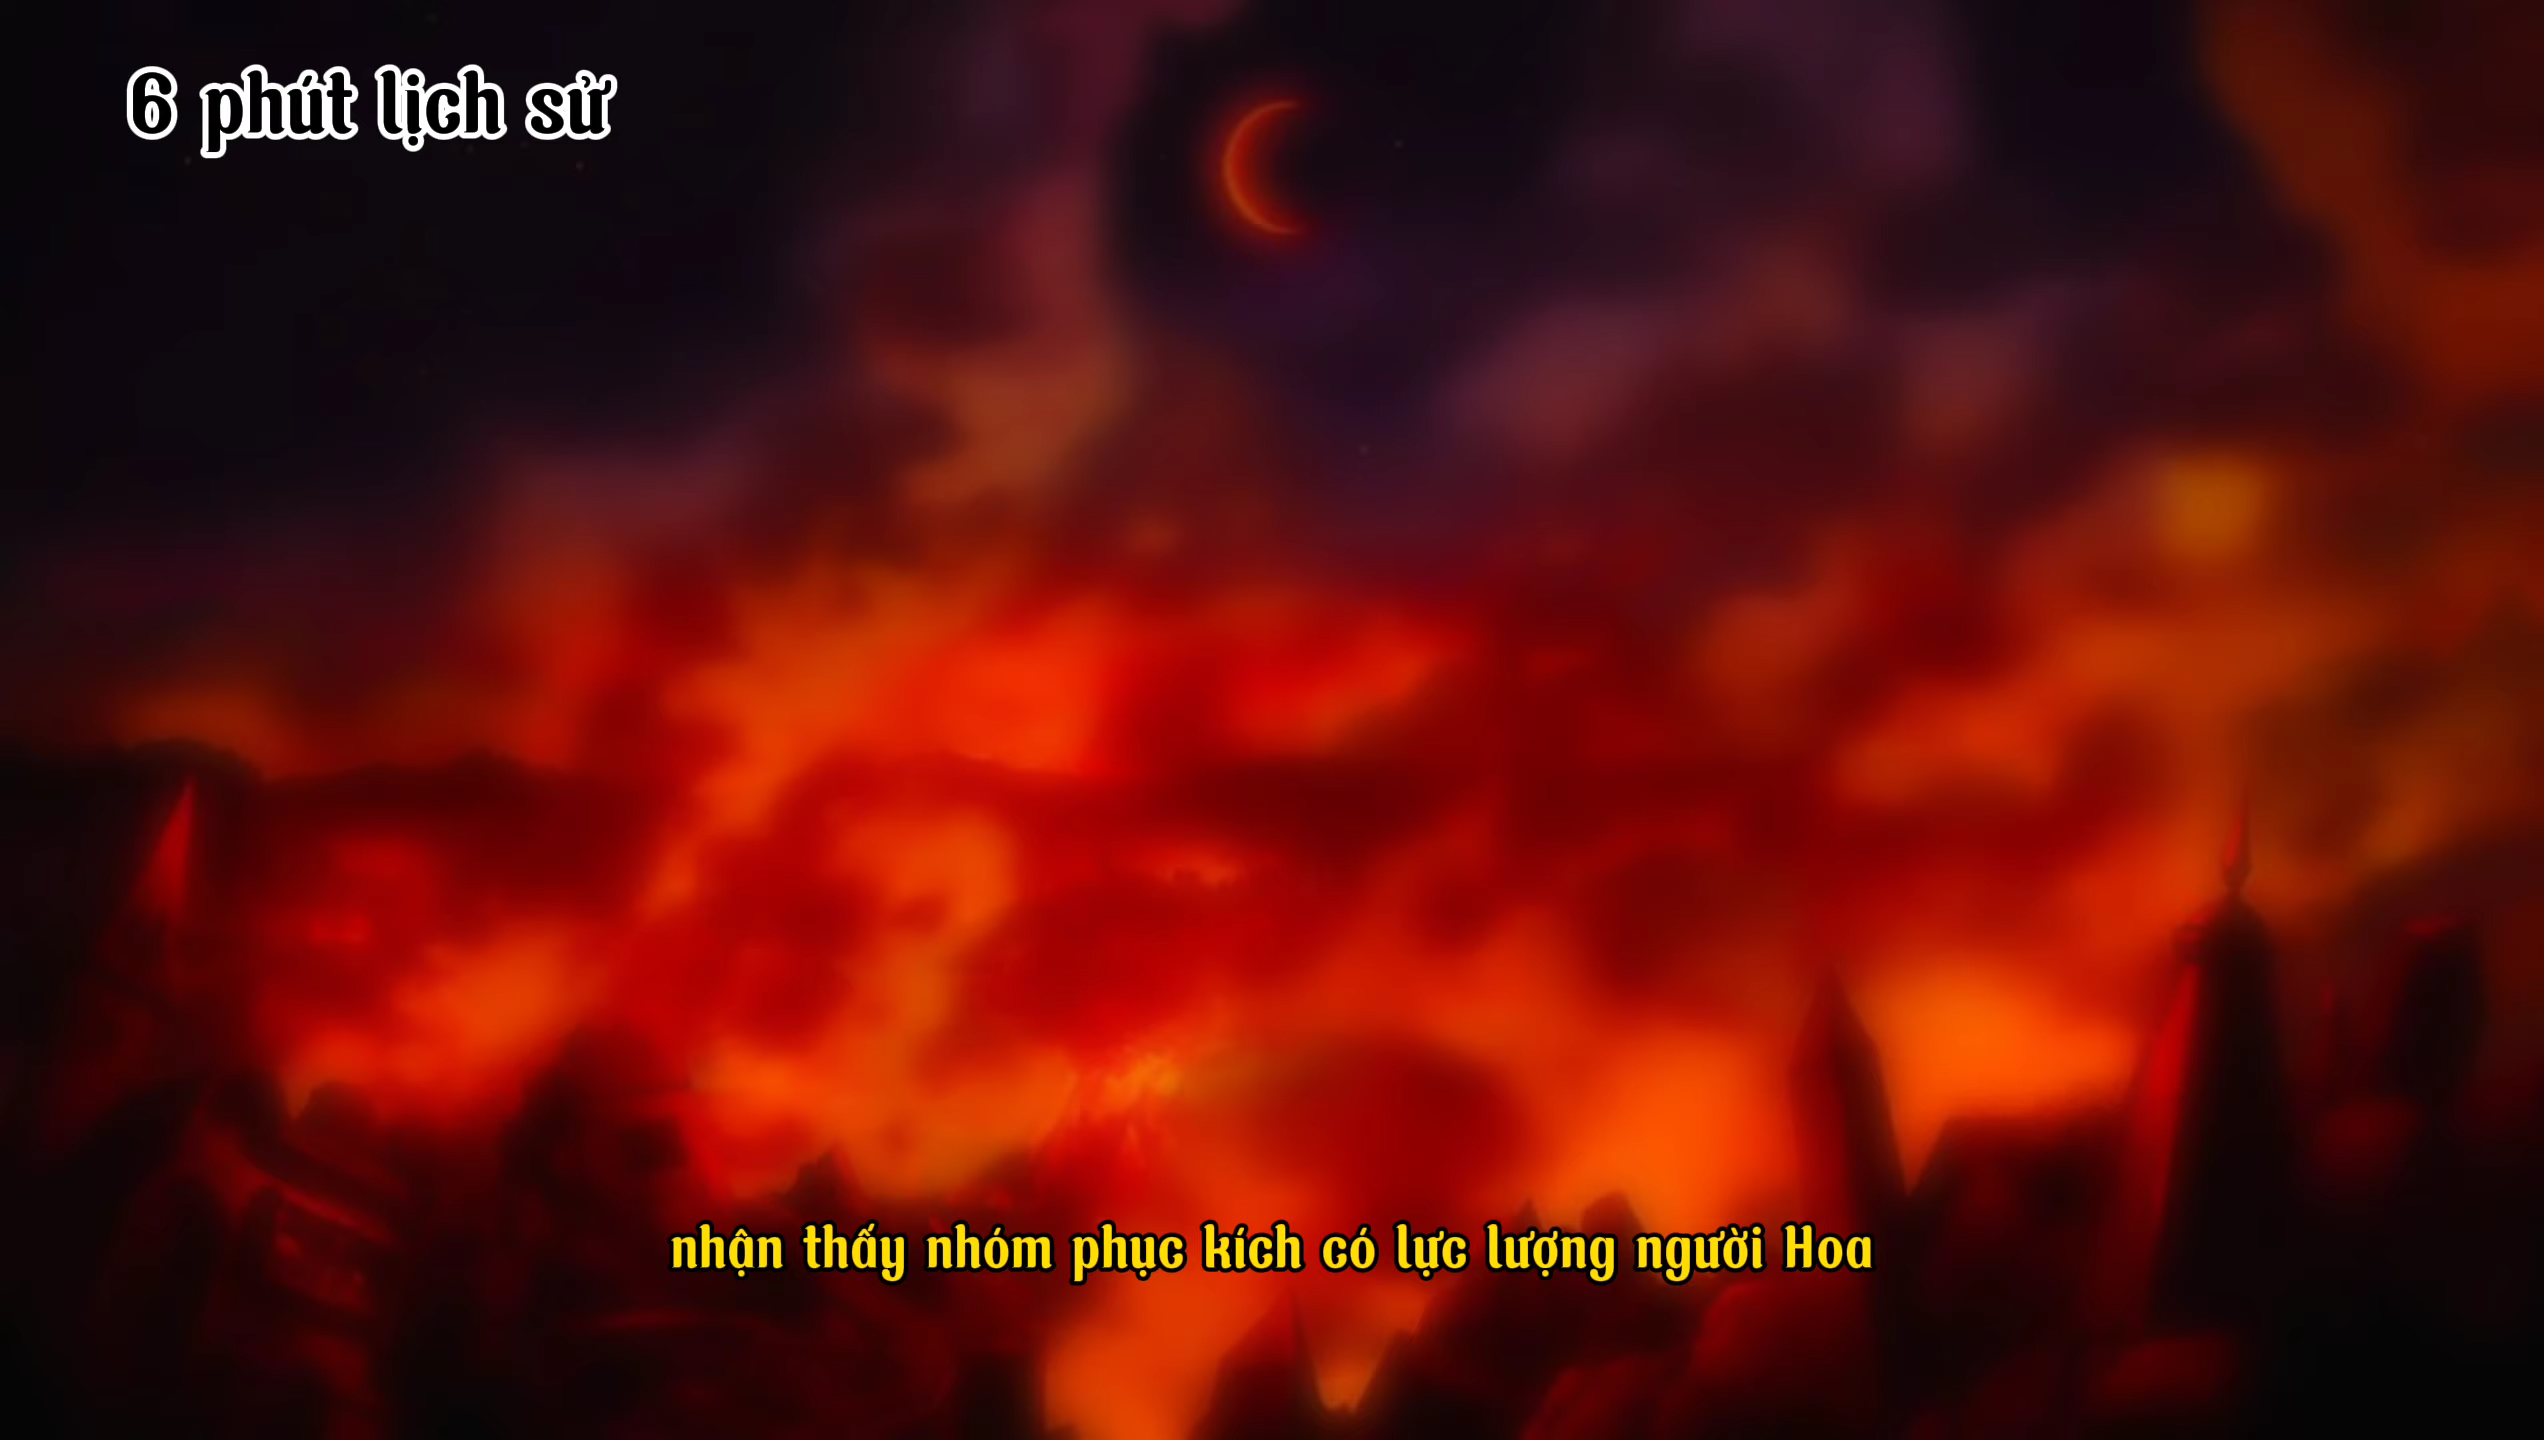 6 phút lịch sử
nhận thấy nhóm phục kích có lực lượng người Hoa